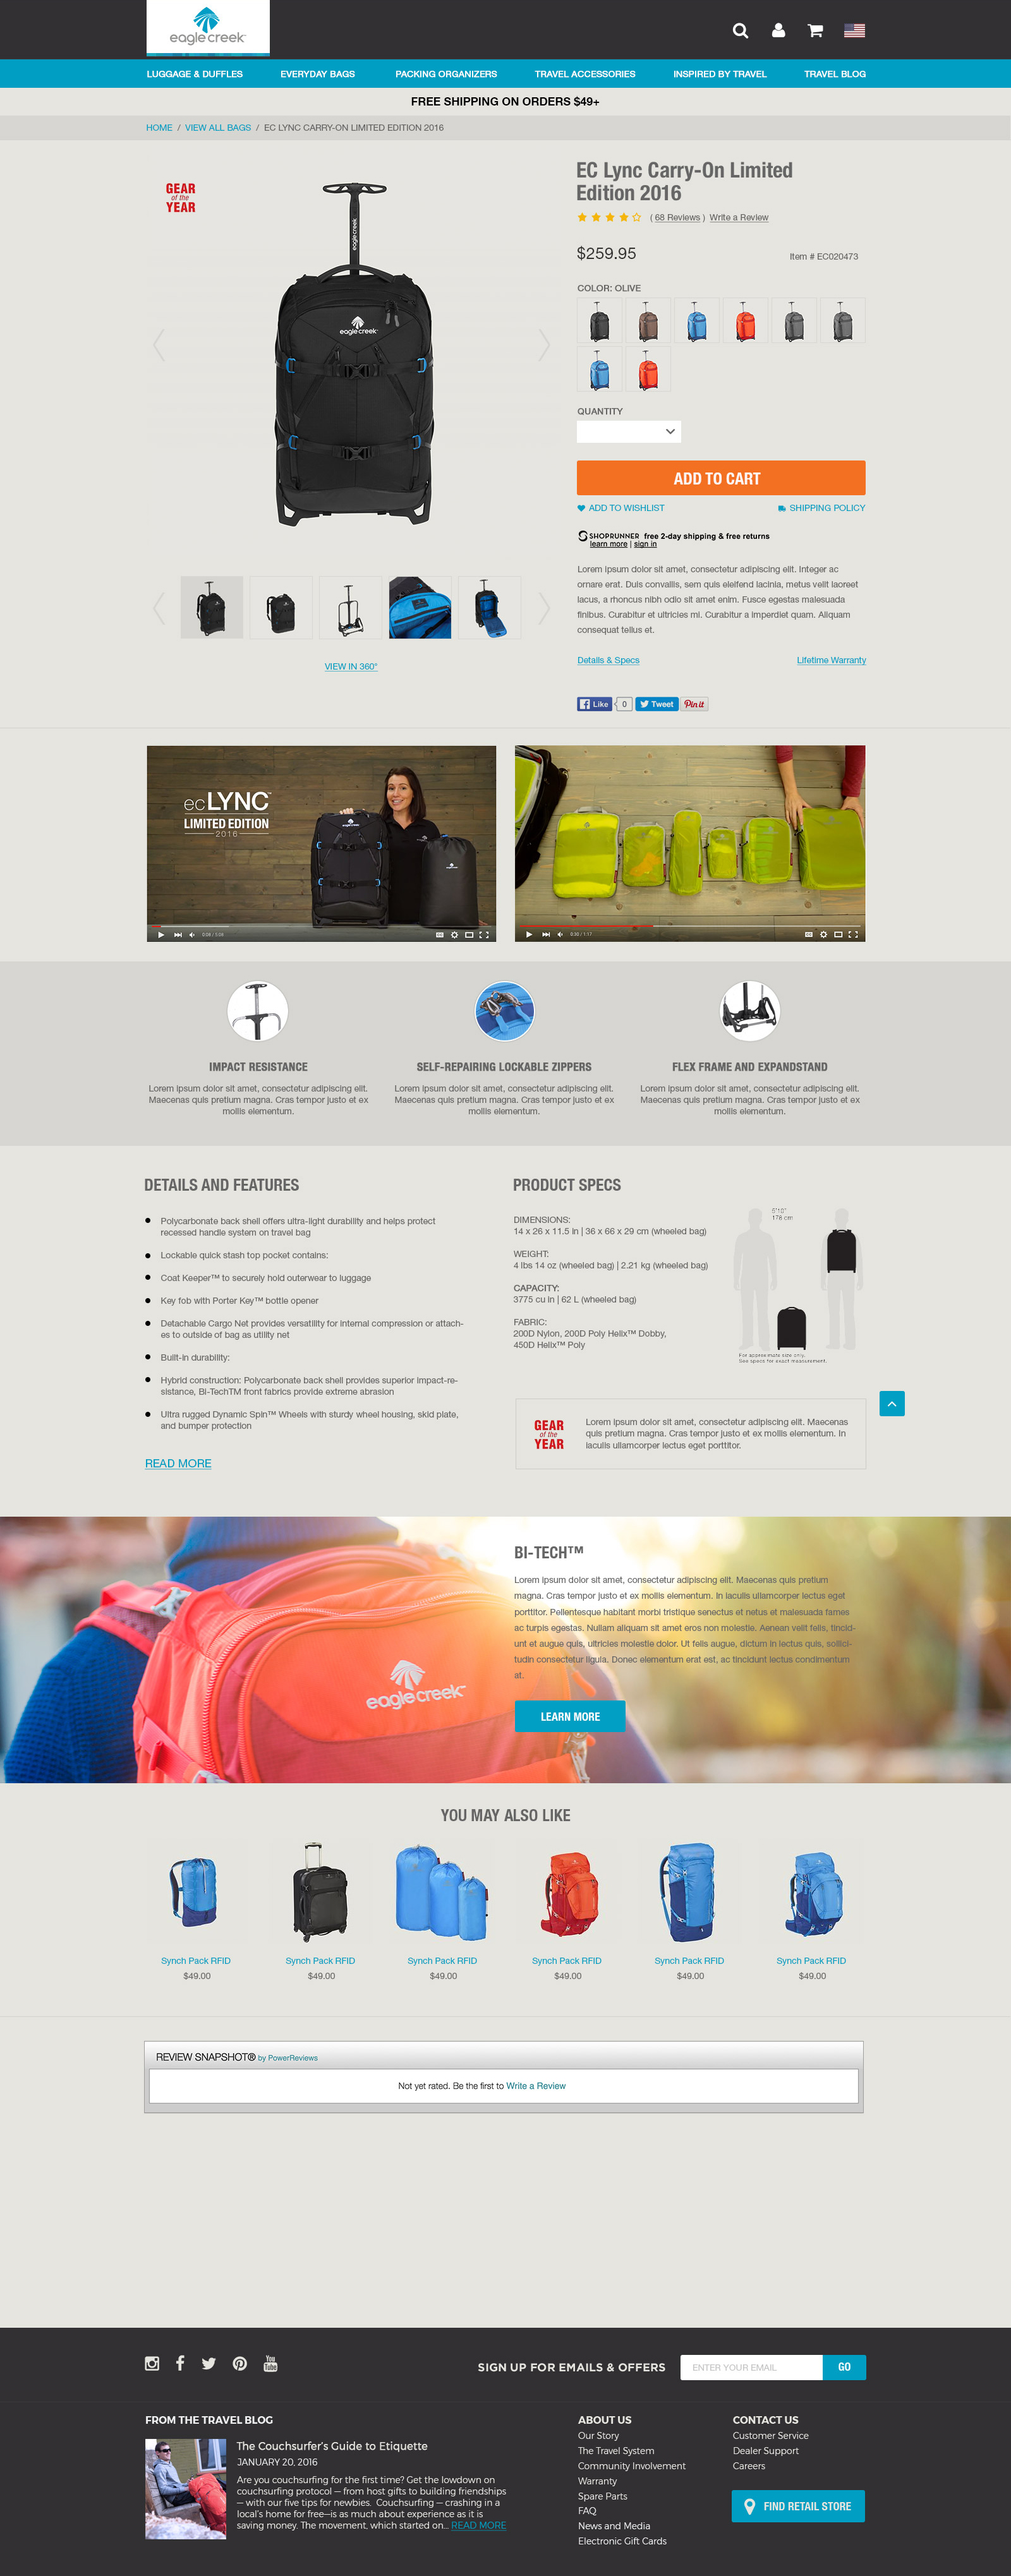 eagle creek
LUGGAGE & DUFFLES
EVERYDAY BAGS
PACKING ORGANIZERS
TRAVEL ACCESSORIES
INSPIRED BY TRAVEL
TRAVEL BLOG
FREE SHIPPING ON ORDERS $49+
HOME / VIEW ALL BAGS / EC LYNC CARRY-ON LIMITED EDITION 2016
GEAR
of the
YEAR
eagle creek
eagle creek
EC Lync Carry-On Limited
Edition 2016
( 68 Reviews ) Write a Review
$259.95
Item # EC020473
COLOR: OLIVE
QUANTITY
ADD TO CART
ADD TO WISHLIST
SHIPPING POLICY
SHOPRUNNER free 2-day shipping & free returns
learn more | sign in
Lorem ipsum dolor sit amet, consectetur adipiscing elit. Integer ac
ornare erat. Duis convallis, sem quis eleifend lacinia, metus velit laoreet
lacus, a rhoncus nibh odio sit amet enim. Fusce egestas malesuada
finibus. Curabitur et ultricies mi. Curabitur a imperdiet quam. Aliquam
consequat tellus et.
Details & Specs
Lifetime Warranty
VIEW IN 360°
Like
0
Tweet
Pin it
ecLYNC™
LIMITED EDITION
2016
0:04 / 1:06
0:30 / 1:17
IMPACT RESISTANCE
Lorem ipsum dolor sit amet, consectetur adipiscing elit.
Maecenas quis pretium magna. Cras tempor justo et ex
mollis elementum.
SELF-REPAIRING LOCKABLE ZIPPERS
Lorem ipsum dolor sit amet, consectetur adipiscing elit.
Maecenas quis pretium magna. Cras tempor justo et ex
mollis elementum.
FLEX FRAME AND EXPANDSTAND
Lorem ipsum dolor sit amet, consectetur adipiscing elit.
Maecenas quis pretium magna. Cras tempor justo et ex
mollis elementum.
DETAILS AND FEATURES
Polycarbonate back shell offers ultra-light durability and helps protect
recessed handle system on travel bag
Lockable quick stash top pocket contains:
Coat Keeper™ to securely hold outerwear to luggage
Key fob with Porter Key™ bottle opener
Detachable Cargo Net provides versatility for internal compression or attach-
es to outside of bag as utility net
Built-in durability:
Hybrid construction: Polycarbonate back shell provides superior impact-re-
sistance, Bi-TechTM front fabrics provide extreme abrasion
Ultra rugged Dynamic Spin™ Wheels with sturdy wheel housing, skid plate,
and bumper protection
READ MORE
PRODUCT SPECS
DIMENSIONS:
14 x 26 x 11.5 in | 36 x 66 x 29 cm (wheeled bag)
WEIGHT:
4 lbs 14 oz (wheeled bag) | 2.21 kg (wheeled bag)
CAPACITY:
3775 cu in | 62 L (wheeled bag)
FABRIC:
200D Nylon, 200D Poly Helix™ Dobby,
450D Helix™ Poly
5'10"
178 cm
For approximate size only.
See specs for exact measurement.
GEAR
of the
YEAR
Lorem ipsum dolor sit amet, consectetur adipiscing elit. Maecenas
quis pretium magna. Cras tempor justo et ex mollis elementum. In
iaculis ullamcorper lectus eget porttitor.
eagle creek
BI-TECH™
Lorem ipsum dolor sit amet, consectetur adipiscing elit. Maecenas quis pretium
magna. Cras tempor justo et ex mollis elementum. In iaculis ullamcorper lectus eget
porttitor. Pellentesque habitant morbi tristique senectus et netus et malesuada fames
ac turpis egestas. Nullam aliquam sit amet eros non molestie. Aenean velit felis, tincid-
unt et augue quis, ultricies molestie dolor. Ut felis augue, dictum in lectus quis, sollici-
tudin consectetur ligula. Donec elementum erat est, ac tincidunt lectus condimentum
at.
LEARN MORE
YOU MAY ALSO LIKE
Synch Pack RFID
$49.00
Synch Pack RFID
$49.00
Synch Pack RFID
$49.00
Synch Pack RFID
$49.00
Synch Pack RFID
$49.00
Synch Pack RFID
$49.00
REVIEW SNAPSHOT® by PowerReviews
Not yet rated. Be the first to Write a Review
You Tube
SIGN UP FOR EMAILS & OFFERS
ENTER YOUR EMAIL
GO
FROM THE TRAVEL BLOG
The Couchsurfer's Guide to Etiquette
JANUARY 20, 2016
Are you couchsurfing for the first time? Get the lowdown on
couchsurfing protocol — from host gifts to building friendships
— with our five tips for newbies. Couchsurfing — crashing in a
local's home for free—is as much about experience as it is
saving money. The movement, which started on... READ MORE
ABOUT US
Our Story
The Travel System
Community Involvement
Warranty
Spare Parts
FAQ
News and Media
Electronic Gift Cards
CONTACT US
Customer Service
Dealer Support
Careers
FIND RETAIL STORE